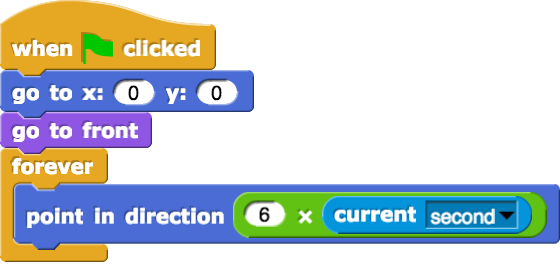 when clicked
go to x: 0 y: 0
go to front
forever
point in direction 6 × current second